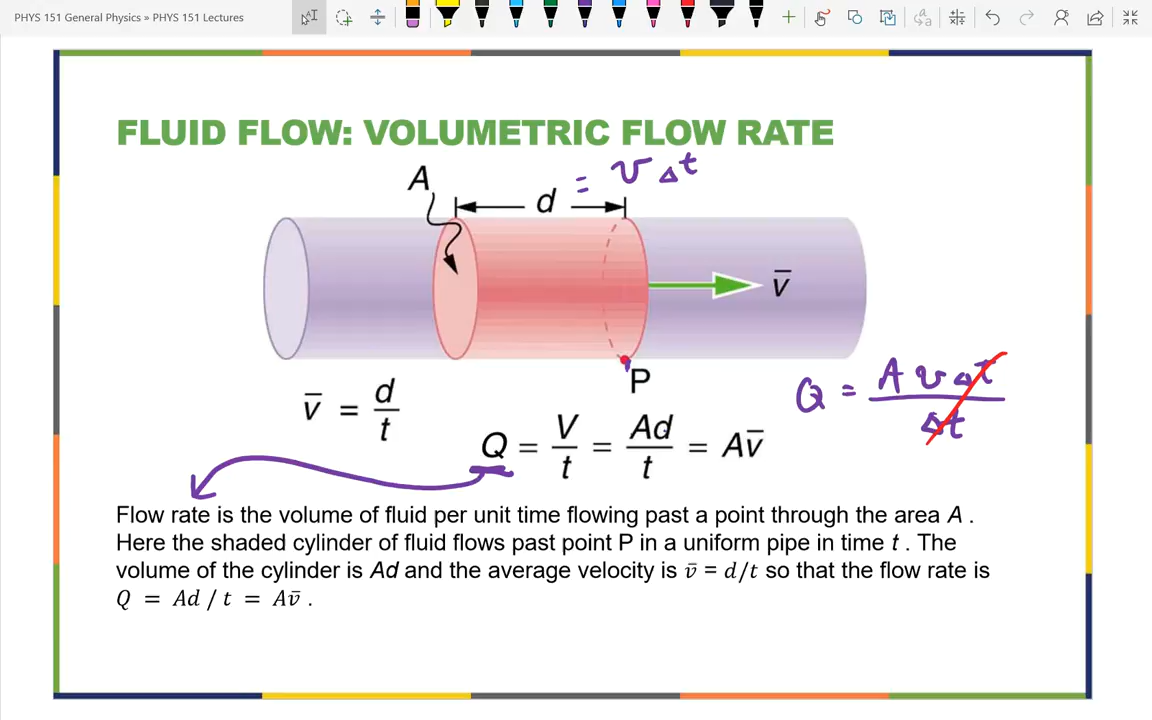 PHYS 151 General Physics » PHYS 151 Lectures
FLUID FLOW: VOLUMETRIC FLOW RATE
A
d = v Δt
v̄
P
v̄ = d/t
Q = V/t = Ad/t = Av̄
Q = A v Δt / Δt
Flow rate is the volume of fluid per unit time flowing past a point through the area A .
Here the shaded cylinder of fluid flows past point P in a uniform pipe in time t . The
volume of the cylinder is Ad and the average velocity is v̄ = d/t so that the flow rate is
Q = Ad / t = Av̄ .